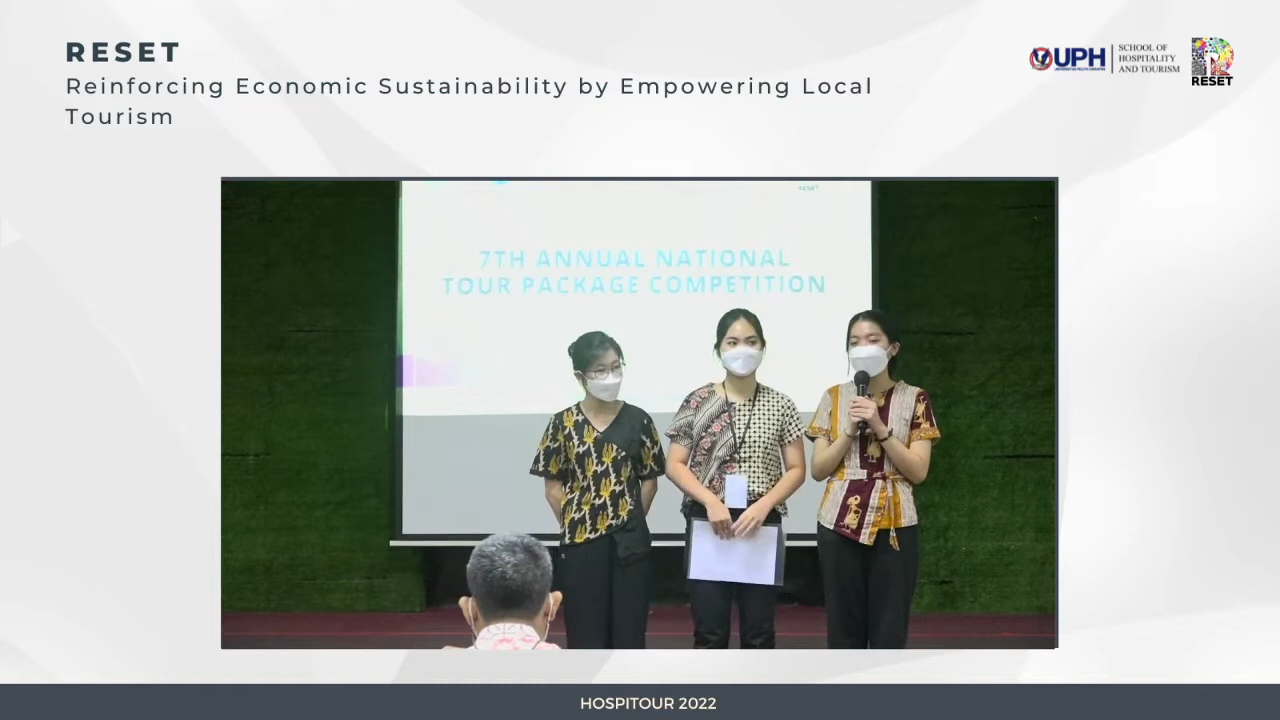 RESET
Reinforcing Economic Sustainability by Empowering Local
Tourism
UPH
SCHOOL OF
HOSPITALITY
AND TOURISM
RESET
7TH ANNUAL NATIONAL
TOUR PACKAGE COMPETITION
HOSPITOUR 2022